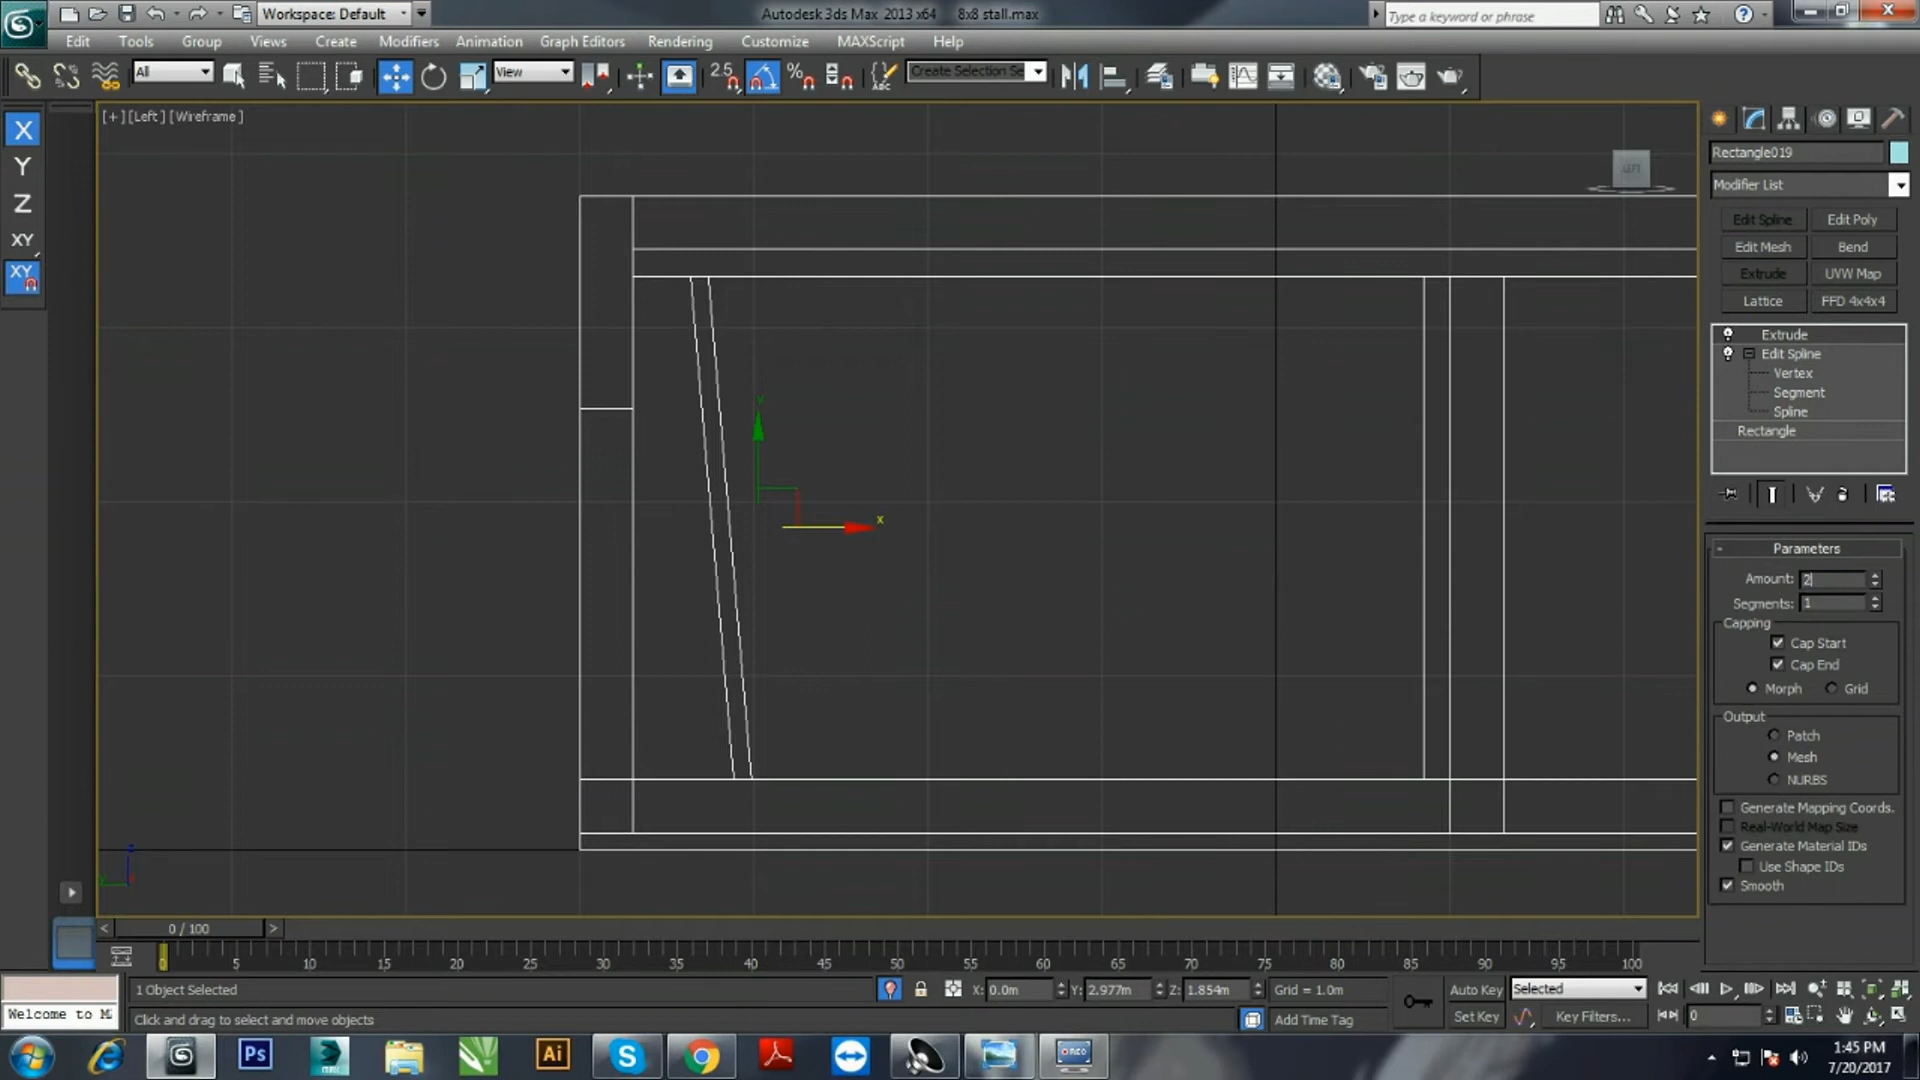 Workspace: Default
Autodesk 3ds Max 2013 x64 8x8 stall.max
Type a keyword or phrase
Edit Tools Group Views Create Modifiers Animation Graph Editors Rendering Customize MAXScript Help
All
View
2.5
Create Selection Se
X
Y
Z
XY
XY
[+][Left][Wireframe]
LEFT
y
x
Rectangle019
Modifier List
Edit Spline Edit Poly
Edit Mesh Bend
Extrude UVW Map
Lattice FFD 4x4x4
Extrude
Edit Spline
Vertex
Segment
Spline
Rectangle
Parameters
Amount: 2
Segments: 1
Capping
Cap Start
Cap End
Morph Grid
Output
Patch
Mesh
NURBS
Generate Mapping Coords.
Real-World Map Size
Generate Material IDs
Use Shape IDs
Smooth
0 / 100
0 5 10 15 20 25 30 35 40 45 50 55 60 65 70 75 80 85 90 95 100
1 Object Selected X: 0.0m Y: 2.977m Z: 1.854m Grid = 1.0m Auto Key Selected
Welcome to M
Click and drag to select and move objects Add Time Tag Set Key Key Filters... 0
Ps Ai
1:45 PM
7/20/2017